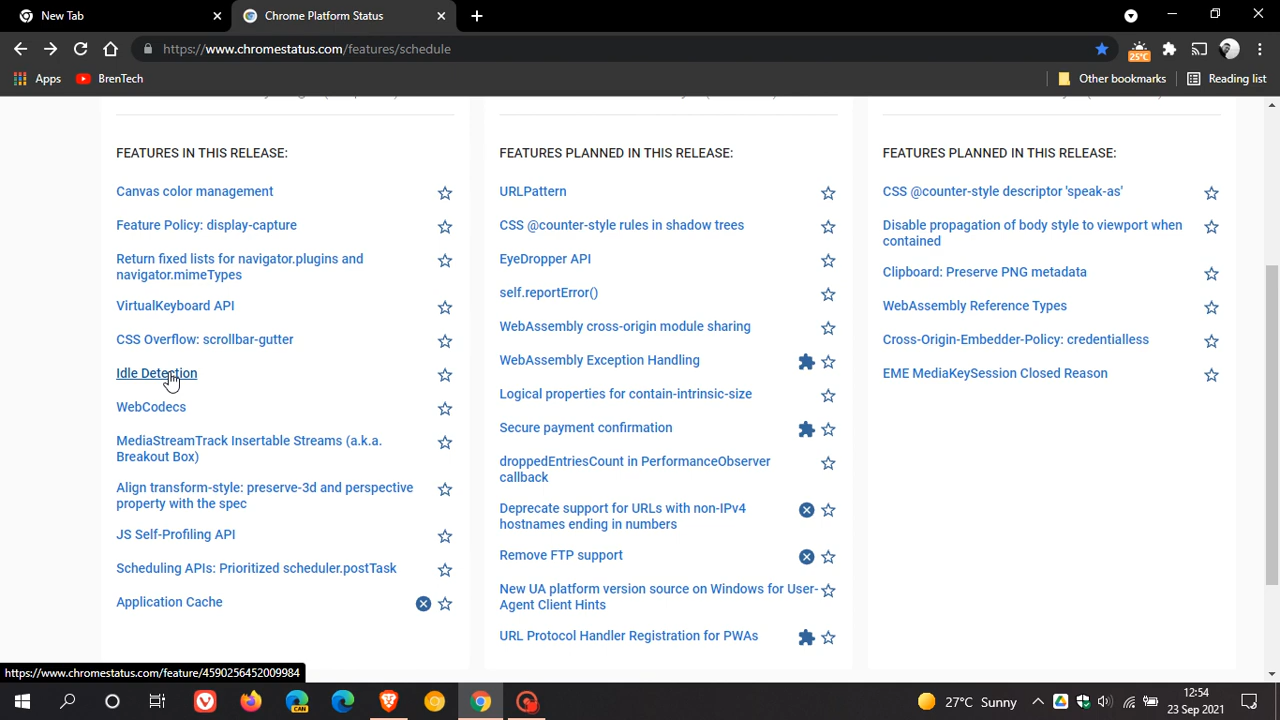 New Tab
Chrome Platform Status
https://www.chromestatus.com/features/schedule
25°C
Apps
BrenTech
Other bookmarks
Reading list
FEATURES IN THIS RELEASE:
Canvas color management
Feature Policy: display-capture
Return fixed lists for navigator.plugins and
navigator.mimeTypes
VirtualKeyboard API
CSS Overflow: scrollbar-gutter
Idle Detection
WebCodecs
MediaStreamTrack Insertable Streams (a.k.a.
Breakout Box)
Align transform-style: preserve-3d and perspective
property with the spec
JS Self-Profiling API
Scheduling APIs: Prioritized scheduler.postTask
Application Cache
FEATURES PLANNED IN THIS RELEASE:
URLPattern
CSS @counter-style rules in shadow trees
EyeDropper API
self.reportError()
WebAssembly cross-origin module sharing
WebAssembly Exception Handling
Logical properties for contain-intrinsic-size
Secure payment confirmation
droppedEntriesCount in PerformanceObserver
callback
Deprecate support for URLs with non-IPv4
hostnames ending in numbers
Remove FTP support
New UA platform version source on Windows for User-
Agent Client Hints
URL Protocol Handler Registration for PWAs
FEATURES PLANNED IN THIS RELEASE:
CSS @counter-style descriptor 'speak-as'
Disable propagation of body style to viewport when
contained
Clipboard: Preserve PNG metadata
WebAssembly Reference Types
Cross-Origin-Embedder-Policy: credentialless
EME MediaKeySession Closed Reason
https://www.chromestatus.com/feature/4590256452009984
CAN
27°C Sunny
12:54
23 Sep 2021